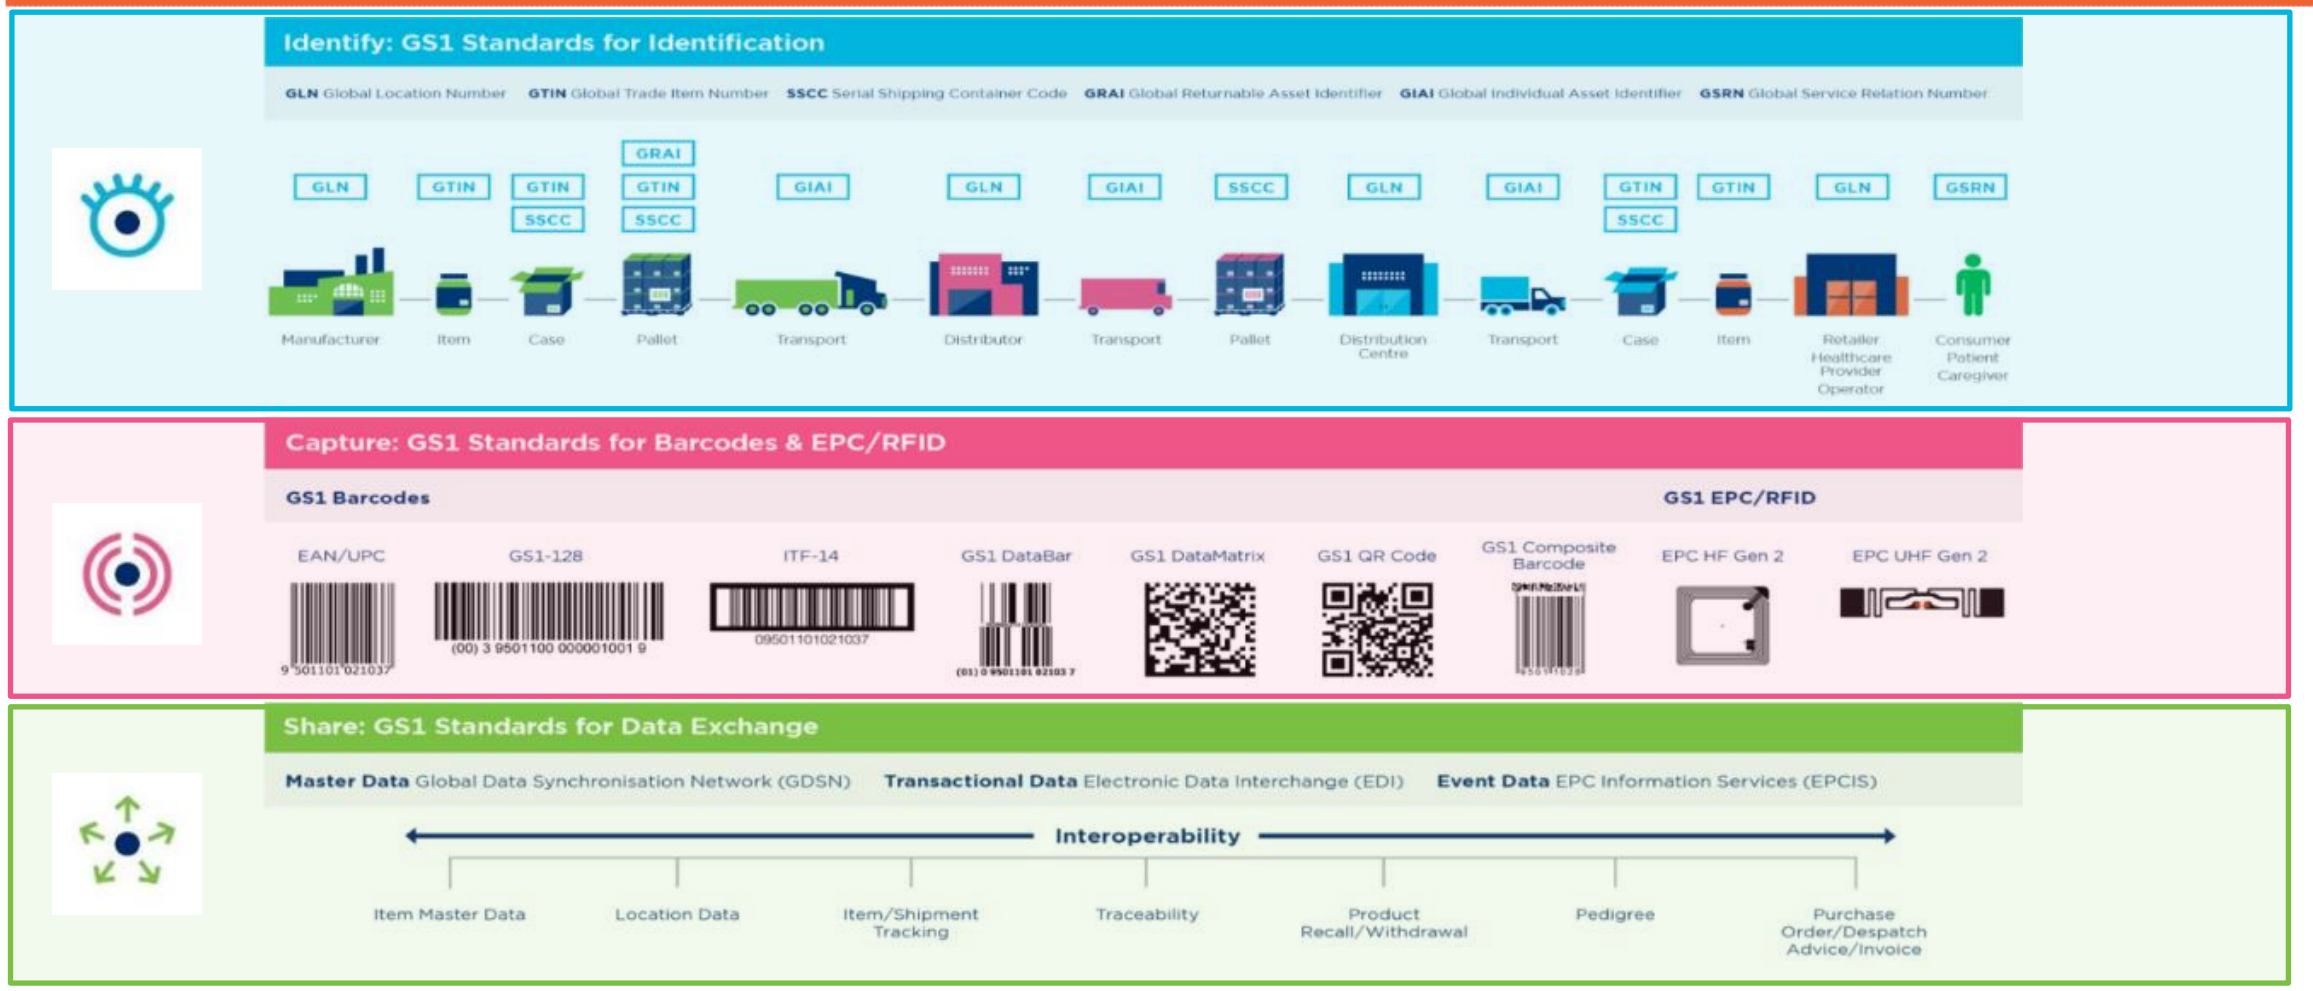 Identify: GS1 Standards for Identification
GLN Global Location Number GTIN Global Trade Item Number SSCC Serial Shipping Container Code GRAI Global Returnable Asset Identifier GIAI Global Individual Asset Identifier GSRN Global Service Relation Number
GRAI
GLN GTIN GTIN GTIN GIAI GLN GIAI SSCC GLN GIAI GTIN GTIN GLN GSRN
SSCC SSCC SSCC
Manufacturer Item Case Pallet Transport Distributor Transport Pallet Distribution Transport Case Item Retailer Consumer
Centre Healthcare Patient
Provider Caregiver
Operator
Capture: GS1 Standards for Barcodes & EPC/RFID
GS1 Barcodes GS1 EPC/RFID
EAN/UPC GS1-128 ITF-14 GS1 DataBar GS1 DataMatrix GS1 QR Code GS1 Composite EPC HF Gen 2 EPC UHF Gen 2
Barcode
9 501101 021037 (00) 3 9501100 000001001 9 09501101021037 (01) 0 9501101 02103 7
Share: GS1 Standards for Data Exchange
Master Data Global Data Synchronisation Network (GDSN) Transactional Data Electronic Data Interchange (EDI) Event Data EPC Information Services (EPCIS)
Interoperability
Item Master Data Location Data Item/Shipment Traceability Product Pedigree Purchase
Tracking Recall/Withdrawal Order/Despatch
Advice/Invoice